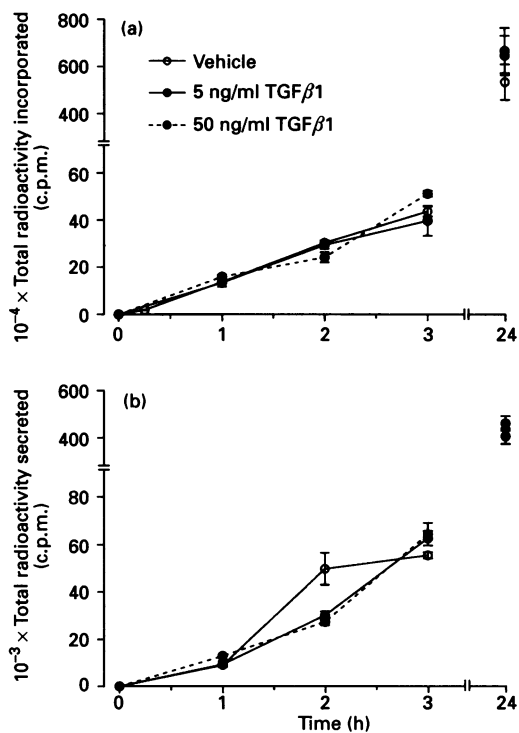 (a)
Vehicle
5 ng/ml TGFβ1
50 ng/ml TGFβ1
10⁻⁴ × Total radioactivity incorporated
(c.p.m.)
800
600
400
60
40
20
0
0 1 2 3 24
(b)
10⁻³ × Total radioactivity secreted
(c.p.m.)
600
400
80
60
40
20
0
0 1 2 3 24
Time (h)